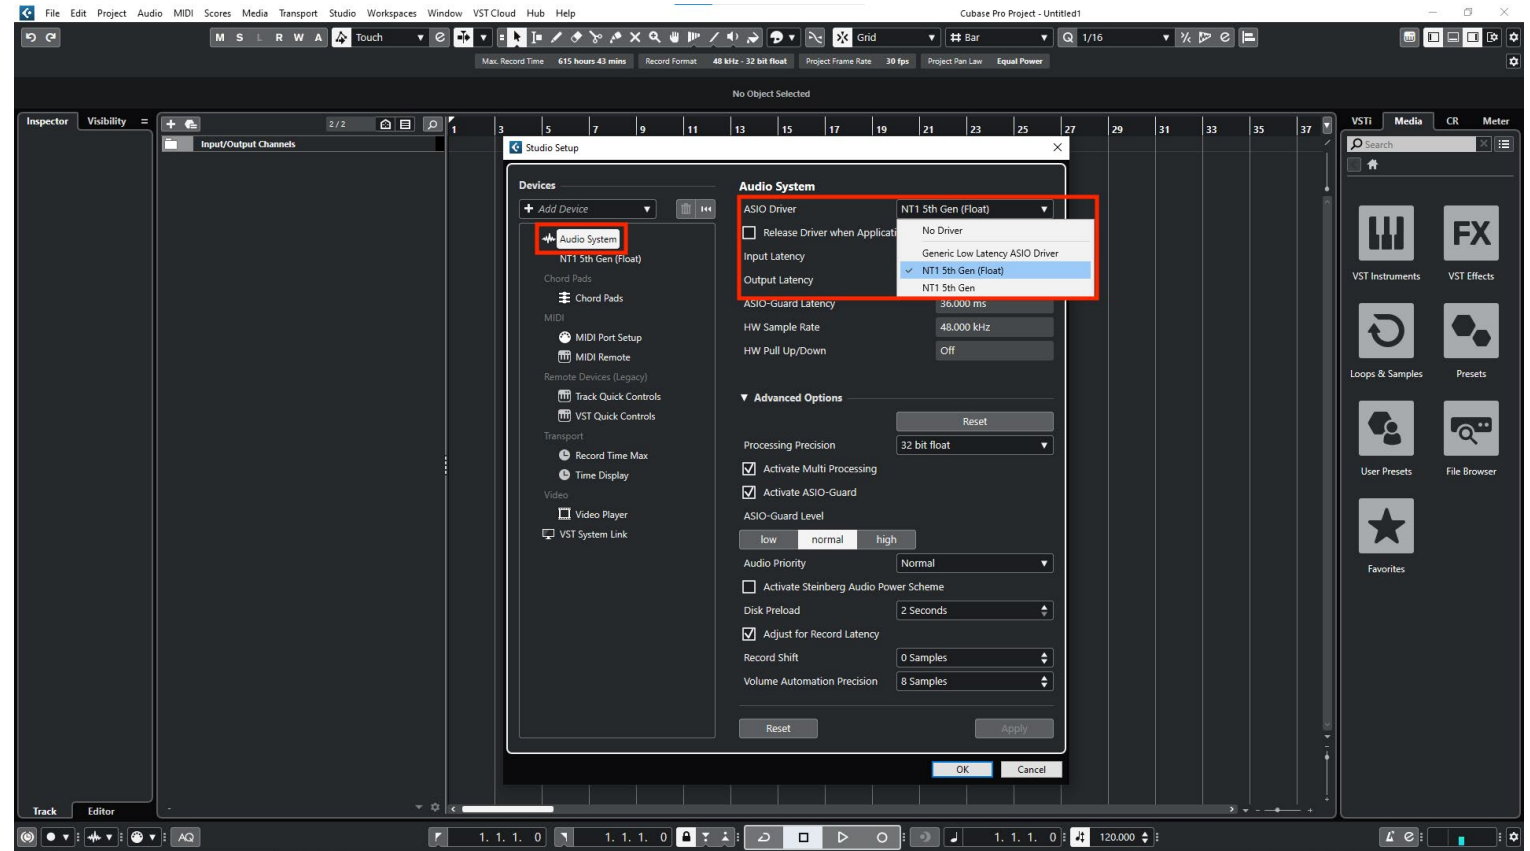 File Edit Project Audio MIDI Scores Media Transport Studio Workspaces Window VST Cloud Hub Help
Cubase Pro Project - Untitled1
M S L R W A Touch Grid Bar Q 1/16
Max. Record Time 615 hours 43 mins Record Format 48 kHz - 32 bit float Project Frame Rate 30 fps Project Pan Law Equal Power
No Object Selected
Inspector Visibility
2 / 2
1 3 5 7 9 11 13 15 17 19 21 23 25 27 29 31 33 35 37
VSTi Media CR Meter
Input/Output Channels
Search
Studio Setup
Devices
Add Device
Audio System
NT1 5th Gen (Float)
Chord Pads
Chord Pads
MIDI
MIDI Port Setup
MIDI Remote
Remote Devices (Legacy)
Track Quick Controls
VST Quick Controls
Transport
Record Time Max
Time Display
Video
Video Player
VST System Link
Audio System
ASIO Driver NT1 5th Gen (Float)
Release Driver when Applicati
Input Latency
Output Latency
No Driver
Generic Low Latency ASIO Driver
NT1 5th Gen (Float)
NT1 5th Gen
ASIO-Guard Latency 36.000 ms
HW Sample Rate 48.000 kHz
HW Pull Up/Down Off
Advanced Options
Reset
Processing Precision 32 bit float
Activate Multi Processing
Activate ASIO-Guard
ASIO-Guard Level
low normal high
Audio Priority Normal
Activate Steinberg Audio Power Scheme
Disk Preload 2 Seconds
Adjust for Record Latency
Record Shift 0 Samples
Volume Automation Precision 8 Samples
Reset Apply
OK Cancel
FX
VST Instruments VST Effects
Loops & Samples Presets
User Presets File Browser
Favorites
Track Editor
AQ 1. 1. 1. 0 1. 1. 1. 0 1. 1. 1. 0 120.000